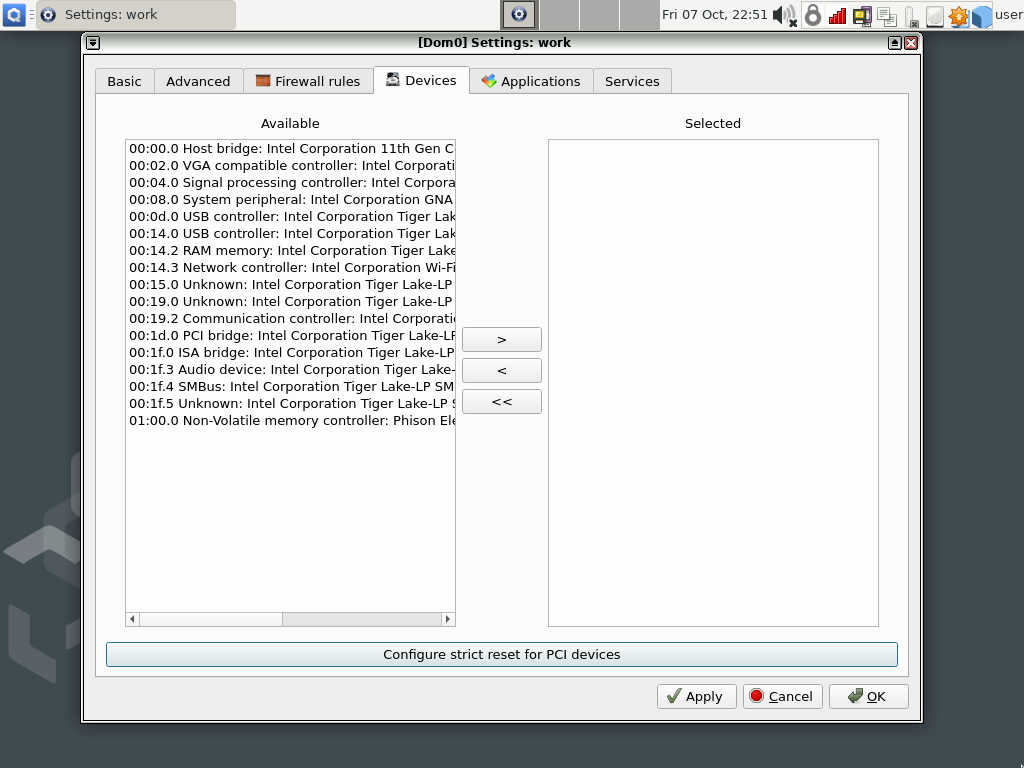 Settings: work
Fri 07 Oct, 22:51
user
[Dom0] Settings: work
Basic
Advanced
Firewall rules
Devices
Applications
Services
Available
00:00.0 Host bridge: Intel Corporation 11th Gen C
00:02.0 VGA compatible controller: Intel Corporati
00:04.0 Signal processing controller: Intel Corpora
00:08.0 System peripheral: Intel Corporation GNA
00:0d.0 USB controller: Intel Corporation Tiger Lak
00:14.0 USB controller: Intel Corporation Tiger Lak
00:14.2 RAM memory: Intel Corporation Tiger Lake
00:14.3 Network controller: Intel Corporation Wi-Fi
00:15.0 Unknown: Intel Corporation Tiger Lake-LP
00:19.0 Unknown: Intel Corporation Tiger Lake-LP
00:19.2 Communication controller: Intel Corporati
00:1d.0 PCI bridge: Intel Corporation Tiger Lake-LP
00:1f.0 ISA bridge: Intel Corporation Tiger Lake-LP
00:1f.3 Audio device: Intel Corporation Tiger Lake-
00:1f.4 SMBus: Intel Corporation Tiger Lake-LP SM
00:1f.5 Unknown: Intel Corporation Tiger Lake-LP S
01:00.0 Non-Volatile memory controller: Phison Ele
>
<
<<
Selected
Configure strict reset for PCI devices
Apply
Cancel
OK